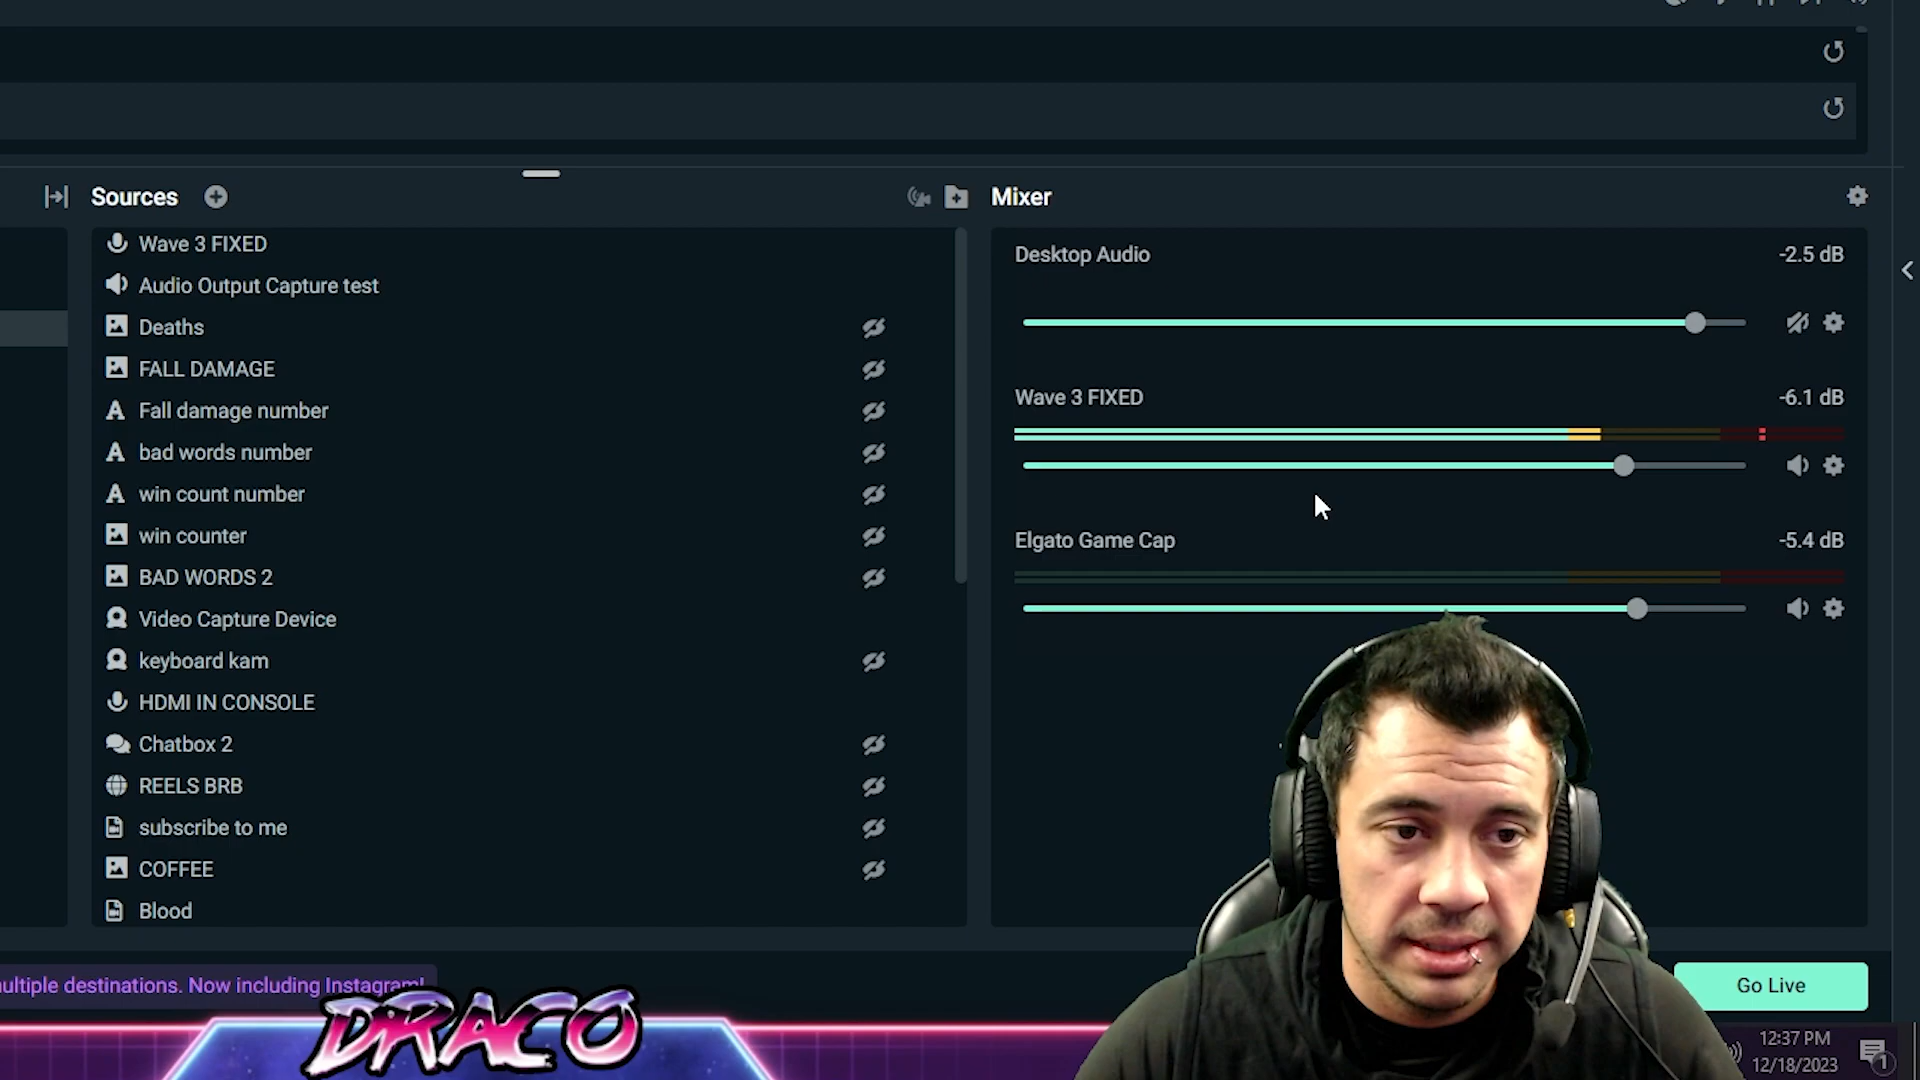 Sources
Mixer
Wave 3 FIXED
Audio Output Capture test
Deaths
FALL DAMAGE
Fall damage number
bad words number
win count number
win counter
BAD WORDS 2
Video Capture Device
keyboard kam
HDMI IN CONSOLE
Chatbox 2
REELS BRB
subscribe to me
COFFEE
Blood
Desktop Audio
-2.5 dB
Wave 3 FIXED
-6.1 dB
Elgato Game Cap
-5.4 dB
destinations. Now including Instagram!
Go Live
DRACO
12:37 PM
12/18/2023
1